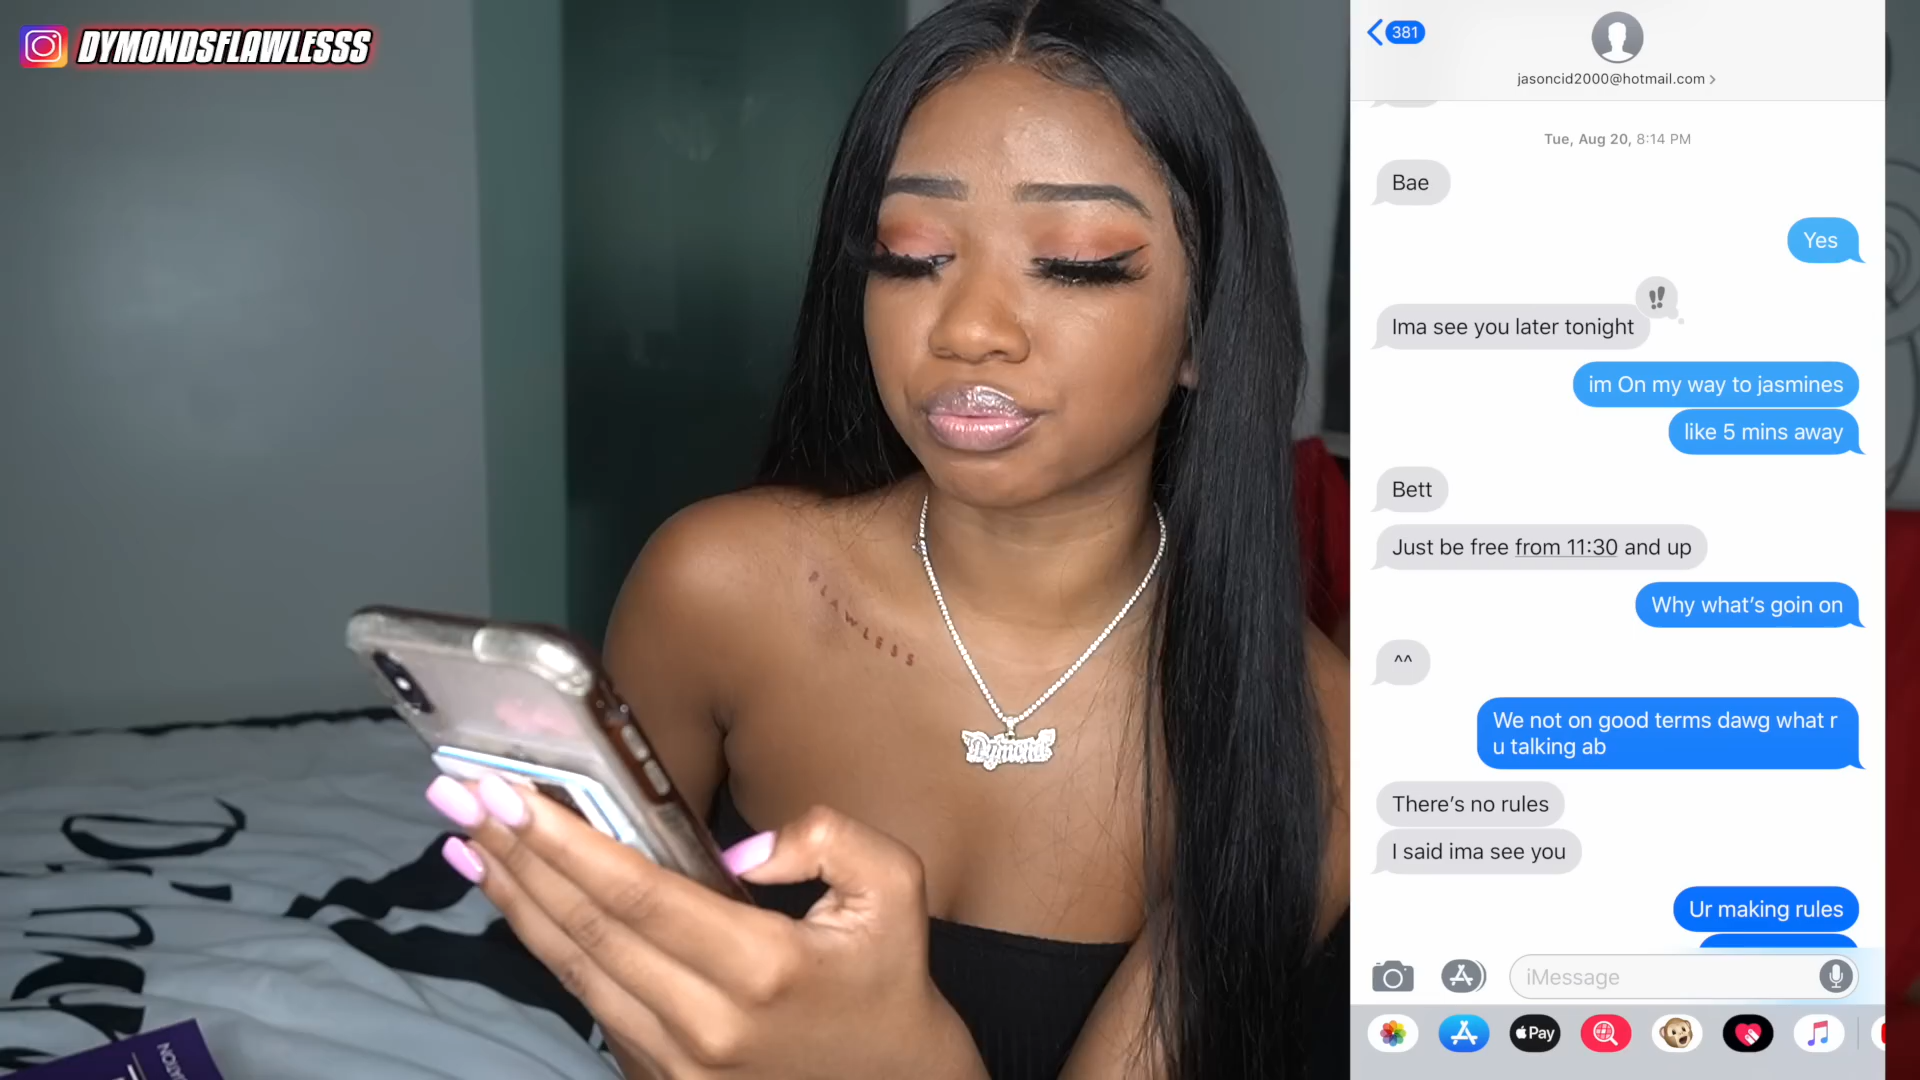 DYMONDSFLAWLESSS
381
jasoncid2000@hotmail.com >
Tue, Aug 20, 8:14 PM
Bae
Yes
!!
Ima see you later tonight
im On my way to jasmines
like 5 mins away
Bett
Just be free from 11:30 and up
Why what's goin on
^^
We not on good terms dawg what r
u talking ab
There's no rules
I said ima see you
Ur making rules
iMessage
Pay
FLAWLESS
Dymond